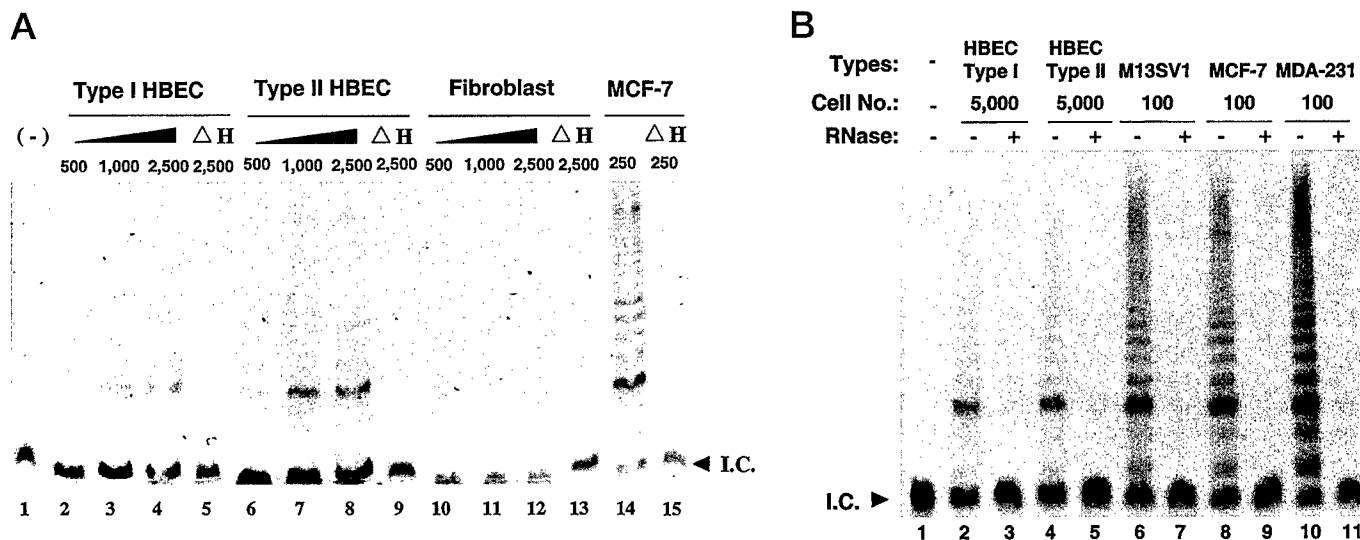 A
Type I HBEC Type II HBEC Fibroblast MCF-7
(-) △ H △ H △ H △ H
500 1,000 2,500 2,500 500 1,000 2,500 2,500 500 1,000 2,500 2,500 250 250
◄ I.C.
1 2 3 4 5 6 7 8 9 10 11 12 13 14 15
B
Types: - HBEC Type I HBEC Type II M13SV1 MCF-7 MDA-231
Cell No.: - 5,000 5,000 100 100 100
RNase: - - + - + - + - + - +
I.C. ►
1 2 3 4 5 6 7 8 9 10 11